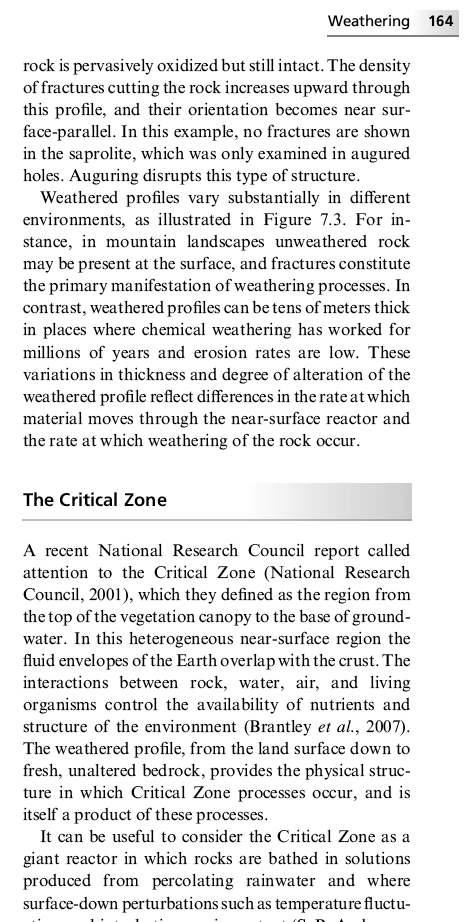 Weathering 164
rock is pervasively oxidized but still intact. The density
of fractures cutting the rock increases upward through
this profile, and their orientation becomes near sur-
face-parallel. In this example, no fractures are shown
in the saprolite, which was only examined in augured
holes. Auguring disrupts this type of structure.
Weathered profiles vary substantially in different
environments, as illustrated in Figure 7.3. For in-
stance, in mountain landscapes unweathered rock
may be present at the surface, and fractures constitute
the primary manifestation of weathering processes. In
contrast, weathered profiles can be tens of meters thick
in places where chemical weathering has worked for
millions of years and erosion rates are low. These
variations in thickness and degree of alteration of the
weathered profile reflect differences in the rate at which
material moves through the near-surface reactor and
the rate at which weathering of the rock occur.
The Critical Zone
A recent National Research Council report called
attention to the Critical Zone (National Research
Council, 2001), which they defined as the region from
the top of the vegetation canopy to the base of ground-
water. In this heterogeneous near-surface region the
fluid envelopes of the Earth overlap with the crust. The
interactions between rock, water, air, and living
organisms control the availability of nutrients and
structure of the environment (Brantley et al., 2007).
The weathered profile, from the land surface down to
fresh, unaltered bedrock, provides the physical struc-
ture in which Critical Zone processes occur, and is
itself a product of these processes.
It can be useful to consider the Critical Zone as a
giant reactor in which rocks are bathed in solutions
produced from percolating rainwater and where
surface-down perturbations such as temperature fluctu-